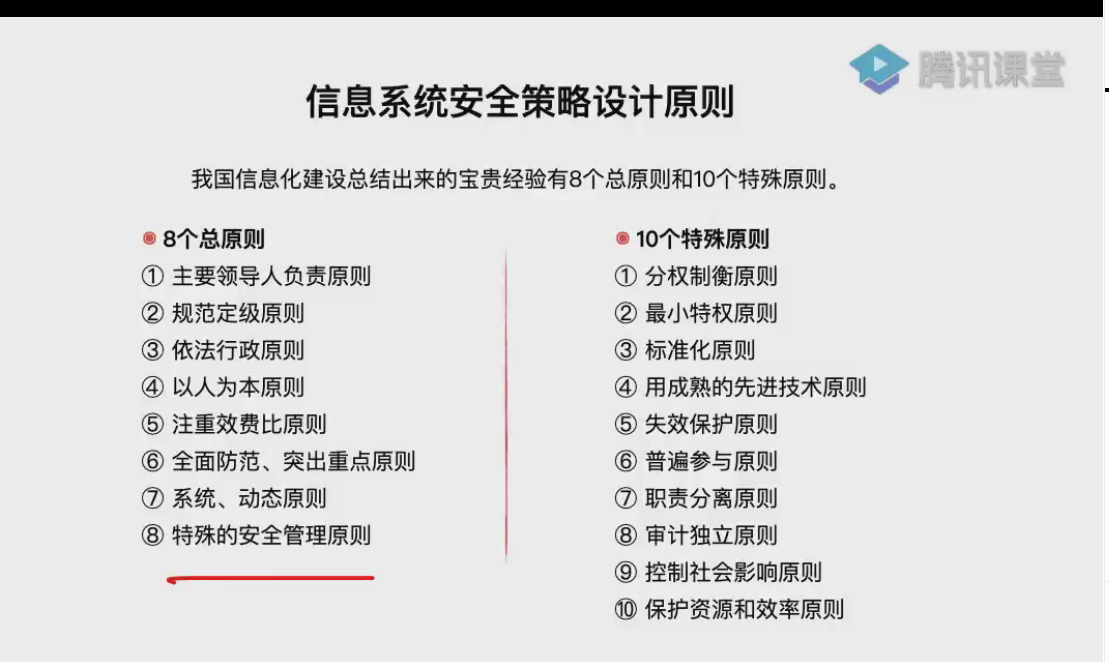 腾讯课堂
信息系统安全策略设计原则
我国信息化建设总结出来的宝贵经验有8个总原则和10个特殊原则。
8个总原则
① 主要领导人负责原则
② 规范定级原则
③ 依法行政原则
④ 以人为本原则
⑤ 注重效费比原则
⑥ 全面防范、突出重点原则
⑦ 系统、动态原则
⑧ 特殊的安全管理原则
10个特殊原则
① 分权制衡原则
② 最小特权原则
③ 标准化原则
④ 用成熟的先进技术原则
⑤ 失效保护原则
⑥ 普遍参与原则
⑦ 职责分离原则
⑧ 审计独立原则
⑨ 控制社会影响原则
⑩ 保护资源和效率原则